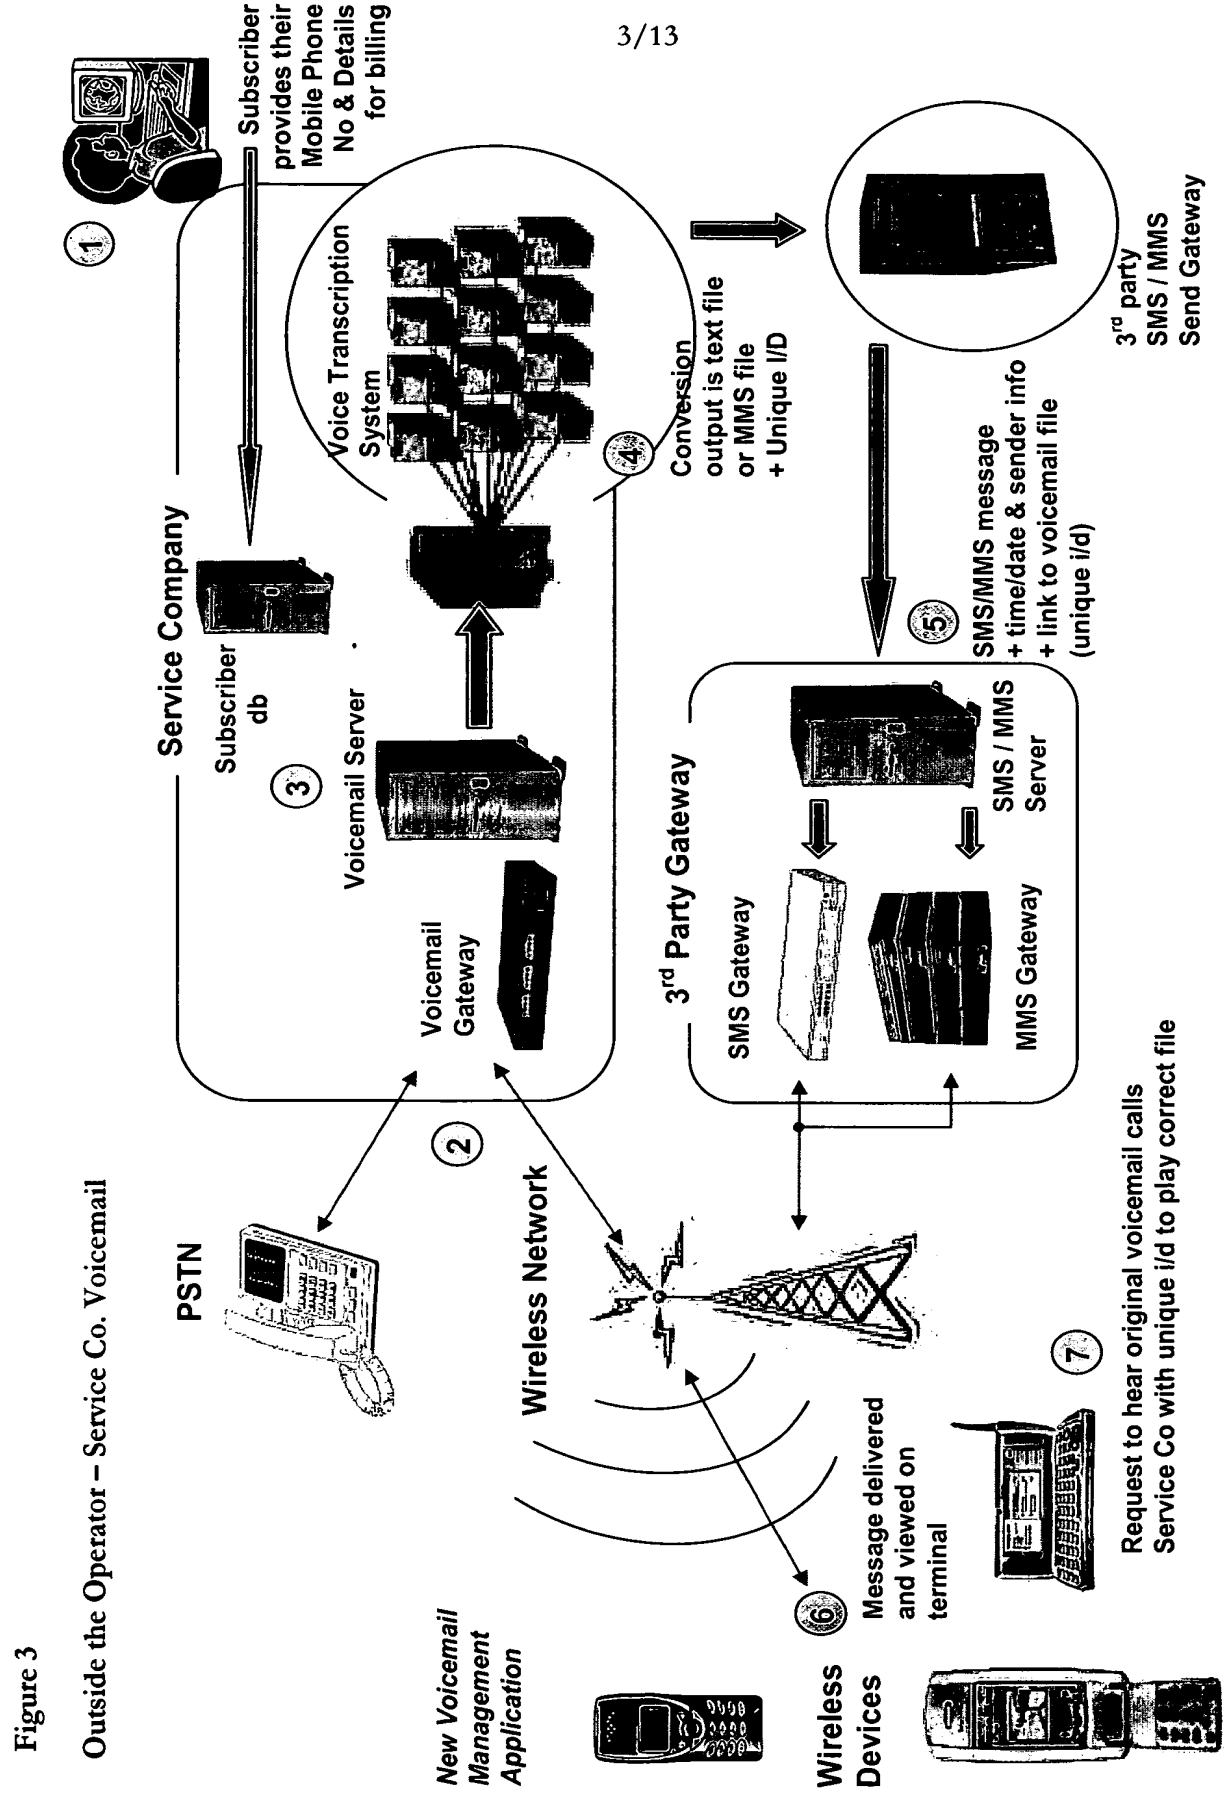 3/13
Figure 3
Outside the Operator – Service Co. Voicemail
1
Subscriber
provides their
Mobile Phone
No & Details
for billing
Service Company
Subscriber
db
3
Voicemail Server
Voicemail
Gateway
Voice Transcription
System
4
Conversion
output is text file
or MMS file
+ Unique I/D
PSTN
2
Wireless Network
3rd party
SMS / MMS
Send Gateway
5
SMS/MMS message
+ time/date & sender info
+ link to voicemail file
(unique i/d)
3rd Party Gateway
SMS Gateway
MMS Gateway
SMS / MMS
Server
New Voicemail
Management
Application
Wireless
Devices
6
Message delivered
and viewed on
terminal
7
Request to hear original voicemail calls
Service Co with unique i/d to play correct file